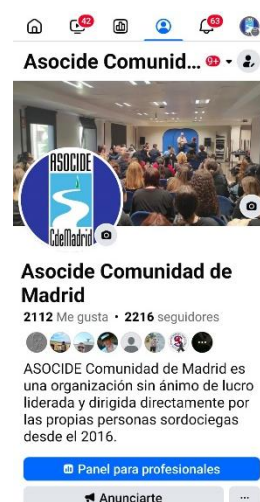 42
63
Asocide Comunid... 9+
ASOCIDE
CdeMadrid
Asocide Comunidad de
Madrid
2112 Me gusta • 2216 seguidores
ASOCIDE Comunidad de Madrid es
una organización sin ánimo de lucro
liderada y dirigida directamente por
las propias personas sordociegas
desde el 2016.
Panel para profesionales
Anunciarte